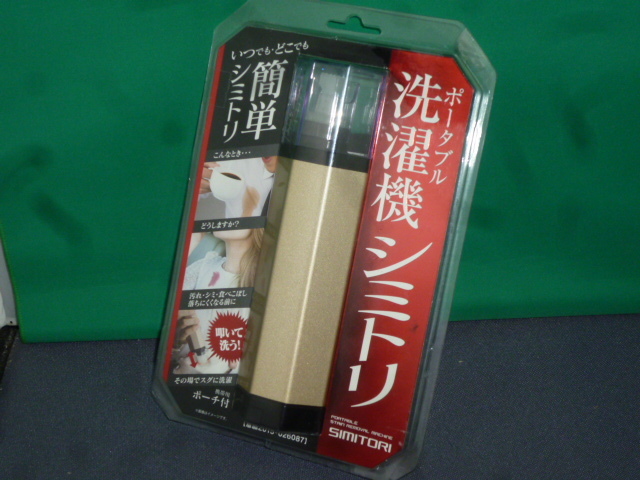 いつでも・どこでも
簡単
シミトリ
こんなとき…
どうしますか?
汚れ・シミ・食べこぼし
落ちにくくなる前に
叩いて
洗う!
その場でスグに洗濯
ポーチ付
ポータブル
洗濯機
シミトリ
PORTABLE
STAIN REMOVAL MACHINE
SIMITORI